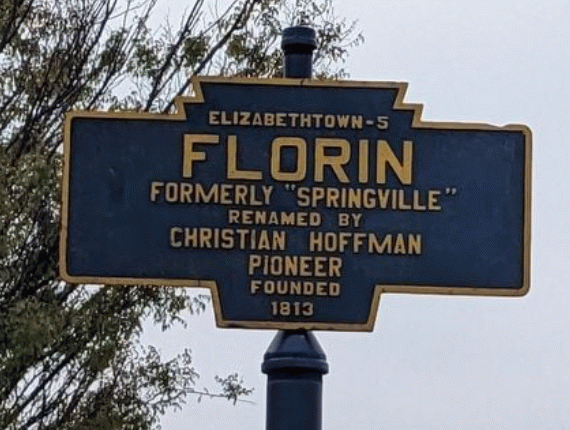 ELIZABETHTOWN-5
FLORIN
FORMERLY "SPRINGVILLE"
RENAMED BY
CHRISTIAN HOFFMAN
PIONEER
FOUNDED
1813